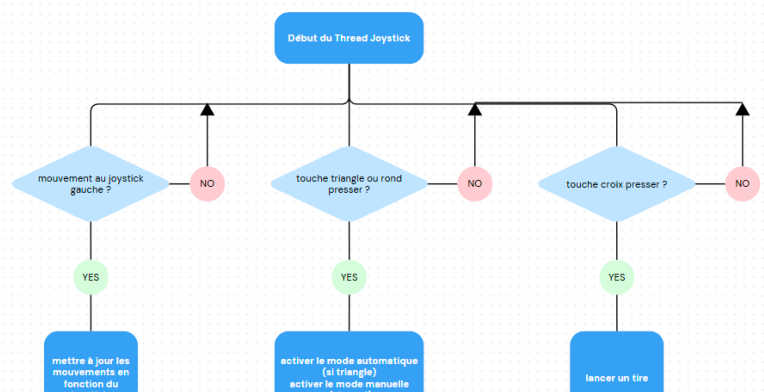 Début du Thread Joystick
mouvement au joystick
gauche ?
NO
touche triangle ou rond
presser ?
NO
touche croix presser ?
NO
YES
YES
YES
mettre à jour les
mouvements en
fonction du
activer le mode automatique
(si triangle)
activer le mode manuelle
lancer un tire